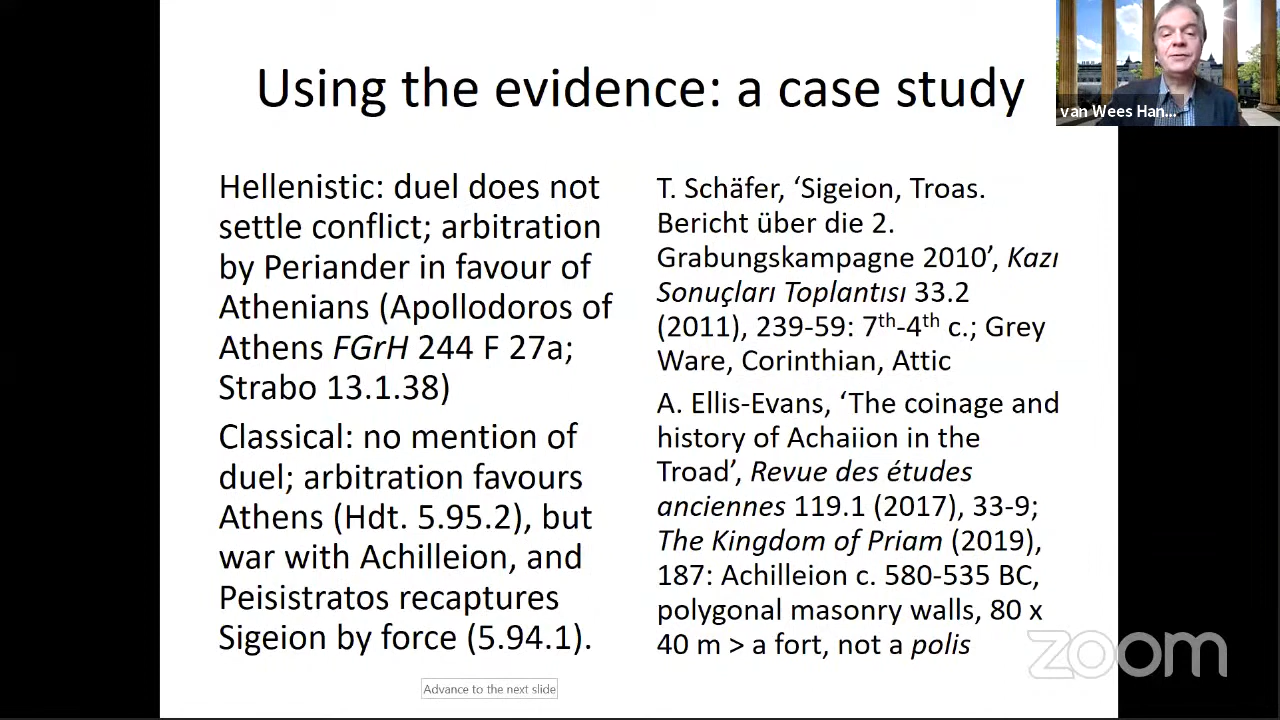 Using the evidence: a case study
van Wees Han...
Hellenistic: duel does not
settle conflict; arbitration
by Periander in favour of
Athenians (Apollodoros of
Athens FGrH 244 F 27a;
Strabo 13.1.38)
Classical: no mention of
duel; arbitration favours
Athens (Hdt. 5.95.2), but
war with Achilleion, and
Peisistratos recaptures
Sigeion by force (5.94.1).
T. Schäfer, ‘Sigeion, Troas.
Bericht über die 2.
Grabungskampagne 2010’, Kazı
Sonuçları Toplantısı 33.2
(2011), 239-59: 7th-4th c.; Grey
Ware, Corinthian, Attic
A. Ellis-Evans, ‘The coinage and
history of Achaiion in the
Troad’, Revue des études
anciennes 119.1 (2017), 33-9;
The Kingdom of Priam (2019),
187: Achilleion c. 580-535 BC,
polygonal masonry walls, 80 x
40 m > a fort, not a polis
zoom
Advance to the next slide